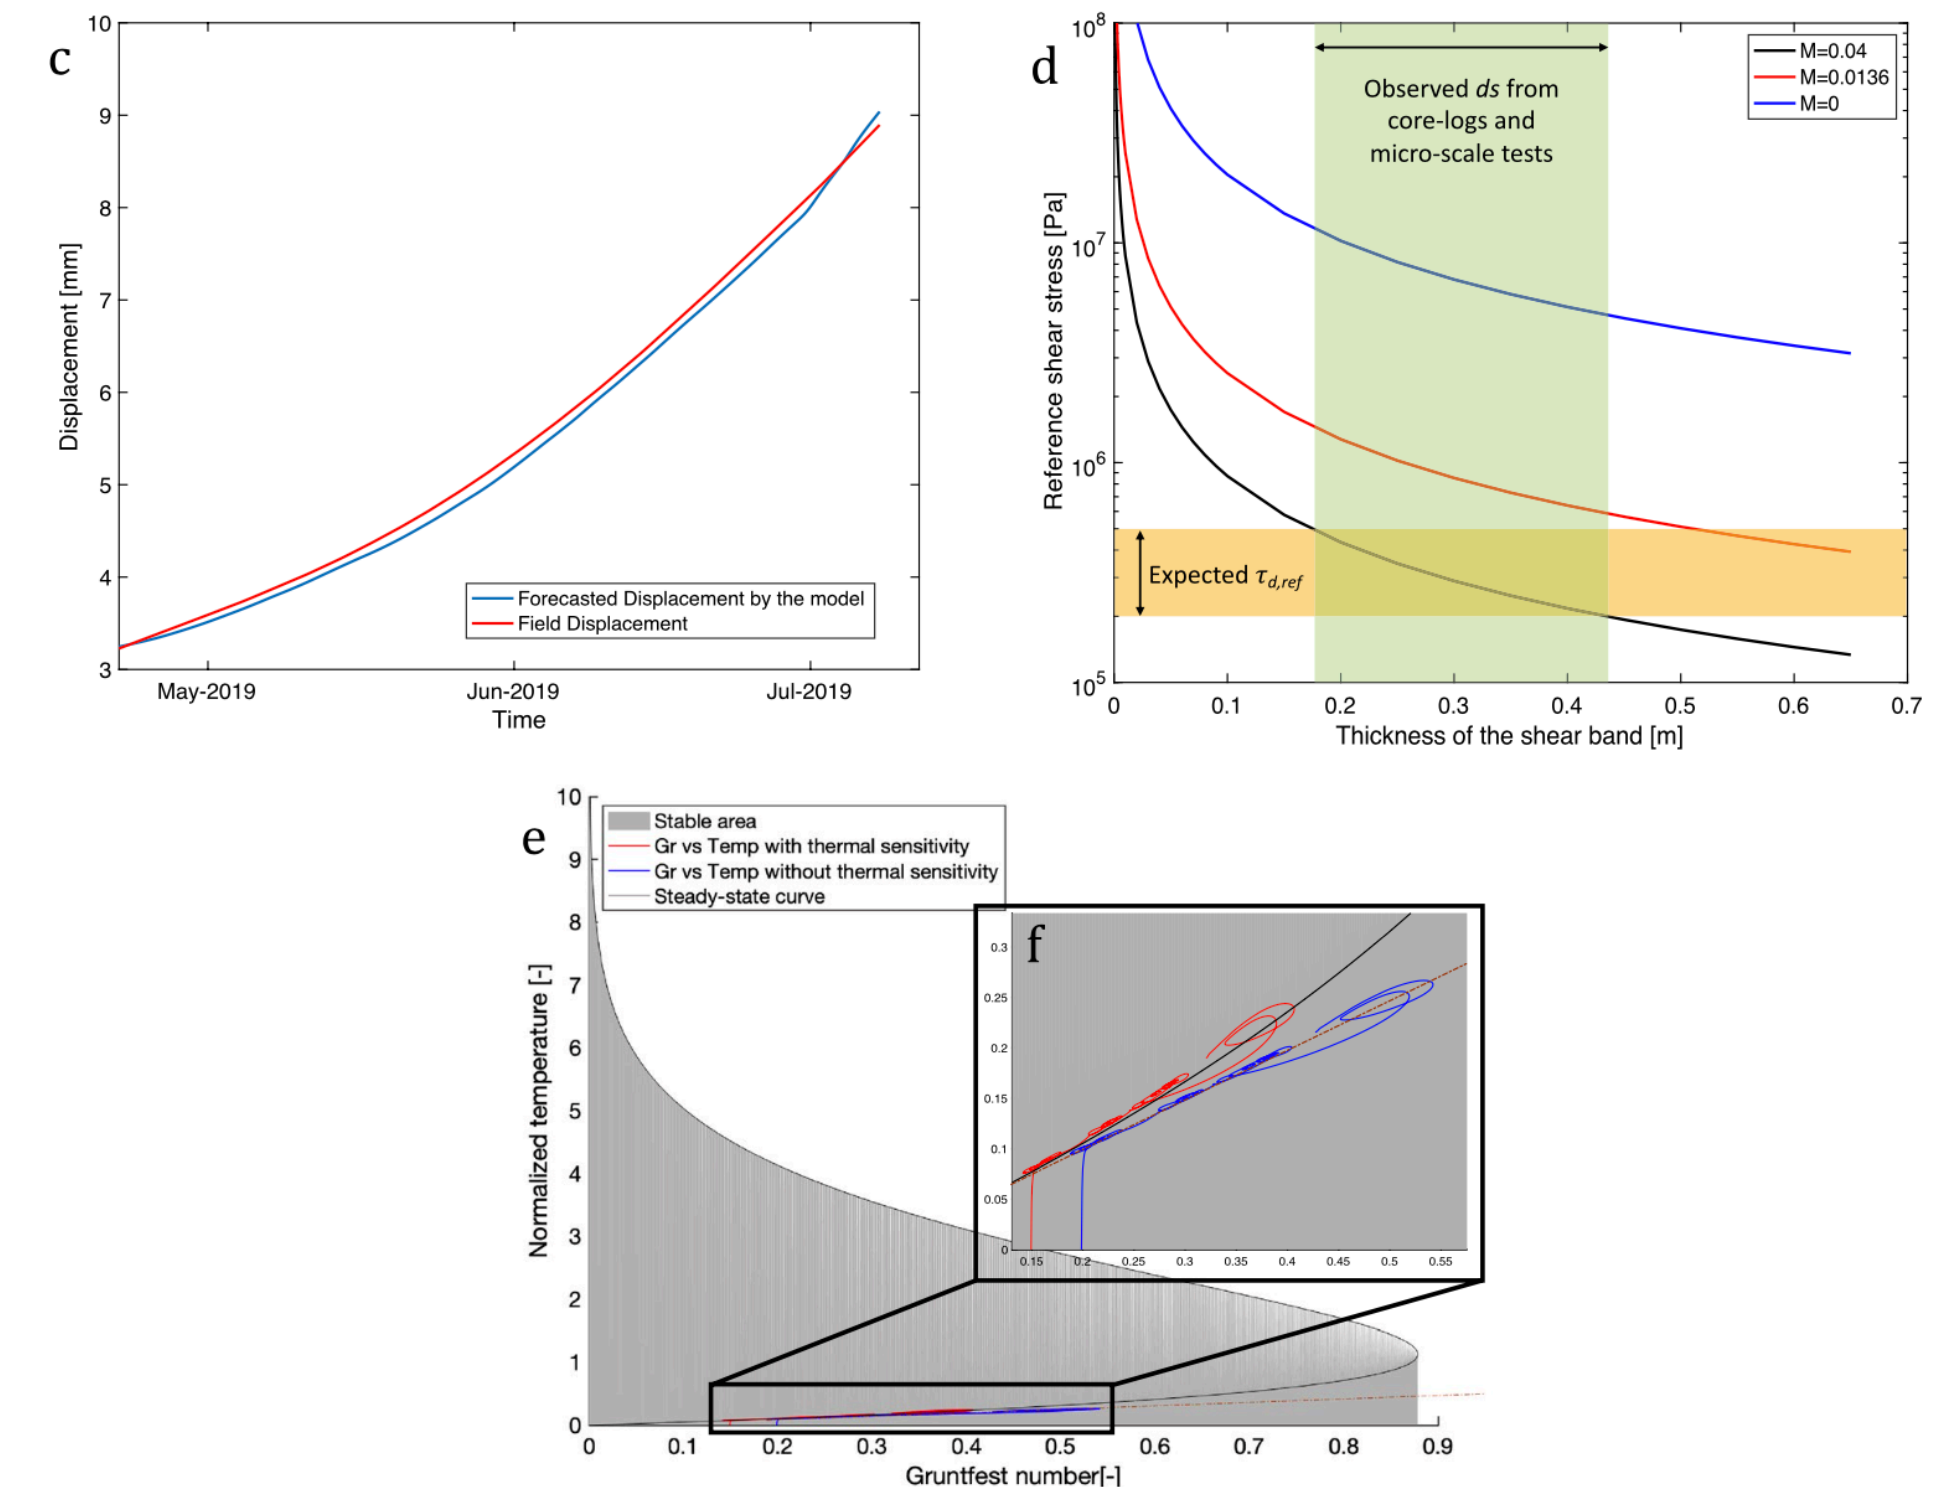 c
10
9
8
7
6
5
4
3
Displacement [mm]
Forecasted Displacement by the model
Field Displacement
May-2019
Jun-2019
Jul-2019
Time
d
10^8
10^7
10^6
10^5
Reference shear stress [Pa]
M=0.04
M=0.0136
M=0
Observed ds from
core-logs and
micro-scale tests
Expected τd,ref
0 0.1 0.2 0.3 0.4 0.5 0.6 0.7
Thickness of the shear band [m]
e
10
9
8
7
6
5
4
3
2
1
0
Normalized temperature [-]
Stable area
Gr vs Temp with thermal sensitivity
Gr vs Temp without thermal sensitivity
Steady-state curve
f
0.3
0.25
0.2
0.15
0.1
0.05
0
0.15 0.2 0.25 0.3 0.35 0.4 0.45 0.5 0.55
0 0.1 0.2 0.3 0.4 0.5 0.6 0.7 0.8 0.9
Gruntfest number[-]